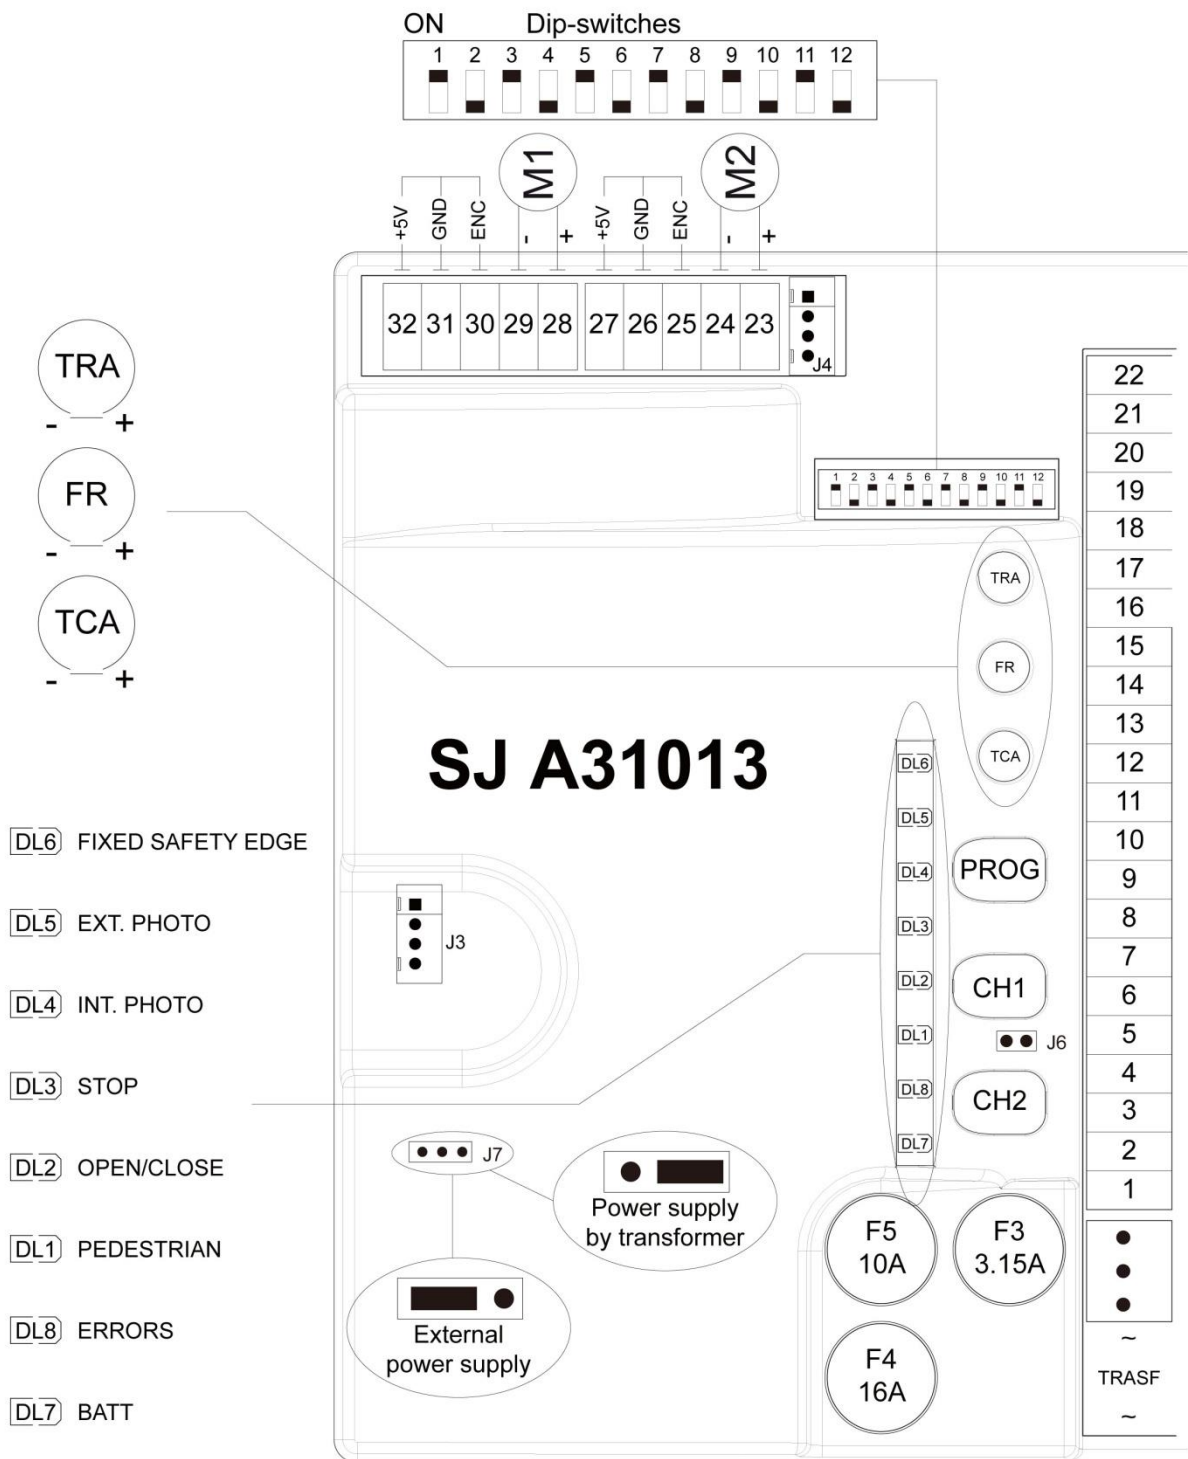 ON Dip-switches
1 2 3 4 5 6 7 8 9 10 11 12
M1 M2
+5V GND ENC - + +5V GND ENC - +
32 31 30 29 28 27 26 25 24 23
J4
TRA
- +
FR
- +
TCA
- +
1 2 3 4 5 6 7 8 9 10 11 12
TRA
FR
TCA
22
21
20
19
18
17
16
15
14
13
12
11
10
9
8
7
6
5
4
3
2
1
~
TRASF
~
SJ A31013
DL6
DL5
DL4
DL3
DL2
DL1
DL8
DL7
PROG
CH1
J6
CH2
J3
DL6 FIXED SAFETY EDGE
DL5 EXT. PHOTO
DL4 INT. PHOTO
DL3 STOP
DL2 OPEN/CLOSE
DL1 PEDESTRIAN
DL8 ERRORS
DL7 BATT
J7
Power supply
by transformer
External
power supply
F5
10A
F3
3.15A
F4
16A